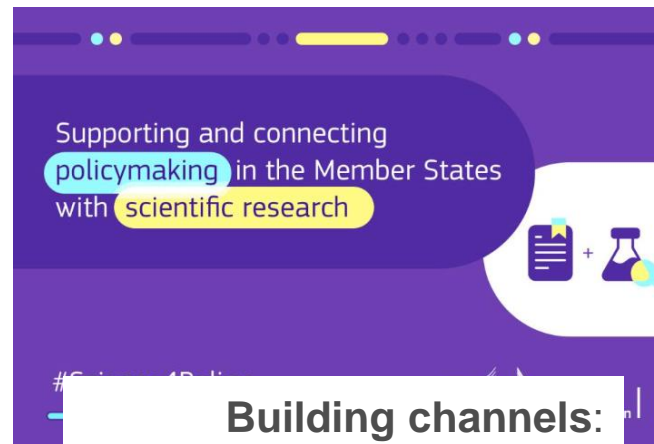 Supporting and connecting
policymaking in the Member States
with scientific research
+
Building channels: